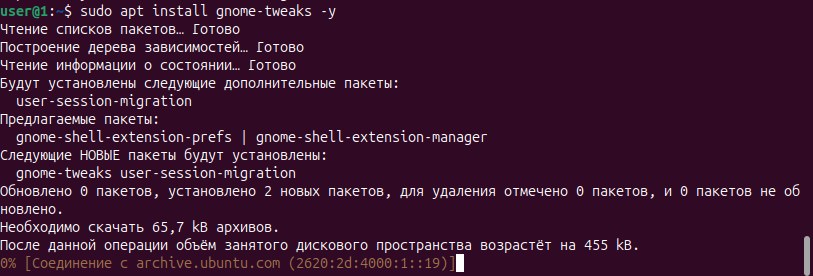 user@1:~$ sudo apt install gnome-tweaks -y
Чтение списков пакетов… Готово
Построение дерева зависимостей… Готово
Чтение информации о состоянии… Готово
Будут установлены следующие дополнительные пакеты:
  user-session-migration
Предлагаемые пакеты:
  gnome-shell-extension-prefs | gnome-shell-extension-manager
Следующие НОВЫЕ пакеты будут установлены:
  gnome-tweaks user-session-migration
Обновлено 0 пакетов, установлено 2 новых пакетов, для удаления отмечено 0 пакетов, и 0 пакетов не об
новлено.
Необходимо скачать 65,7 kB архивов.
После данной операции объём занятого дискового пространства возрастёт на 455 kB.
0% [Соединение с archive.ubuntu.com (2620:2d:4000:1::19)]